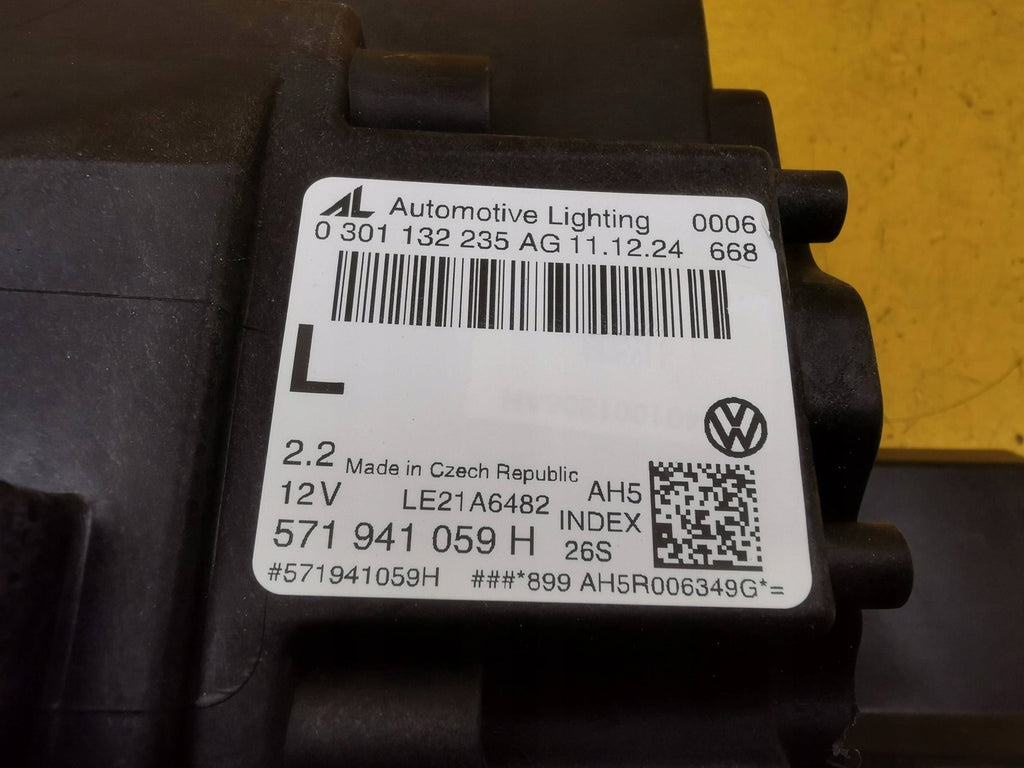 AL Automotive Lighting 0006
0 301 132 235 AG 11.12.24 668
L
VW
2.2 Made in Czech Republic
12V LE21A6482 AH5
571 941 059 H INDEX
26S
#571941059H ###*899 AH5R006349G*=